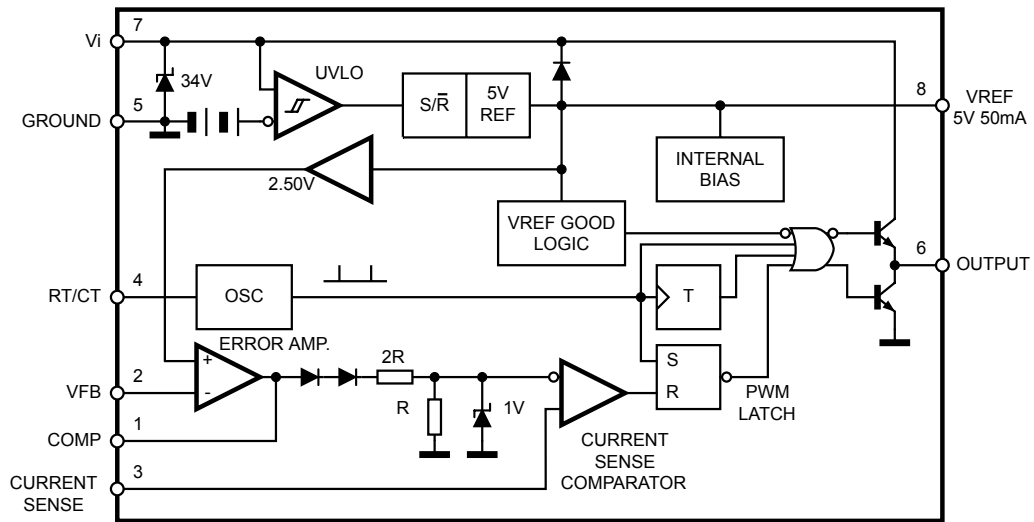 7
Vi
34V
UVLO
S/R̅
5V
REF
8
VREF
5V 50mA
5
GROUND
2.50V
INTERNAL
BIAS
VREF GOOD
LOGIC
6
OUTPUT
4
RT/CT
OSC
T
ERROR AMP.
+
-
2R
S
R
2
VFB
R
1V
PWM
LATCH
1
COMP
CURRENT
SENSE
COMPARATOR
3
CURRENT
SENSE